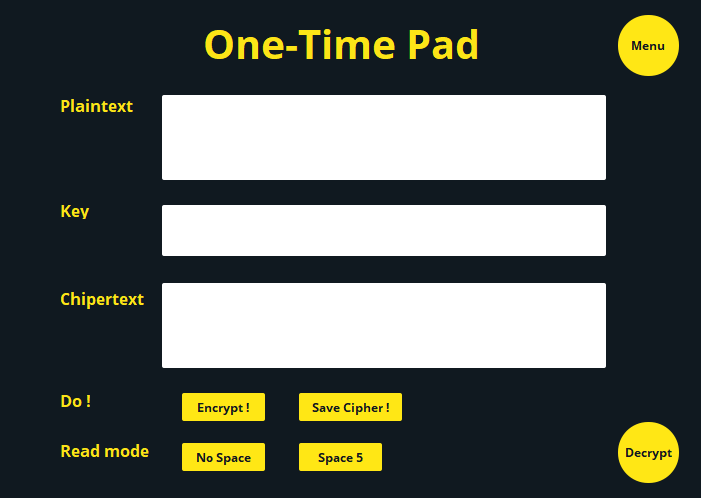 One-Time Pad
Menu
Plaintext
Key
Chipertext
Do !
Encrypt !
Save Cipher !
Read mode
No Space
Space 5
Decrypt